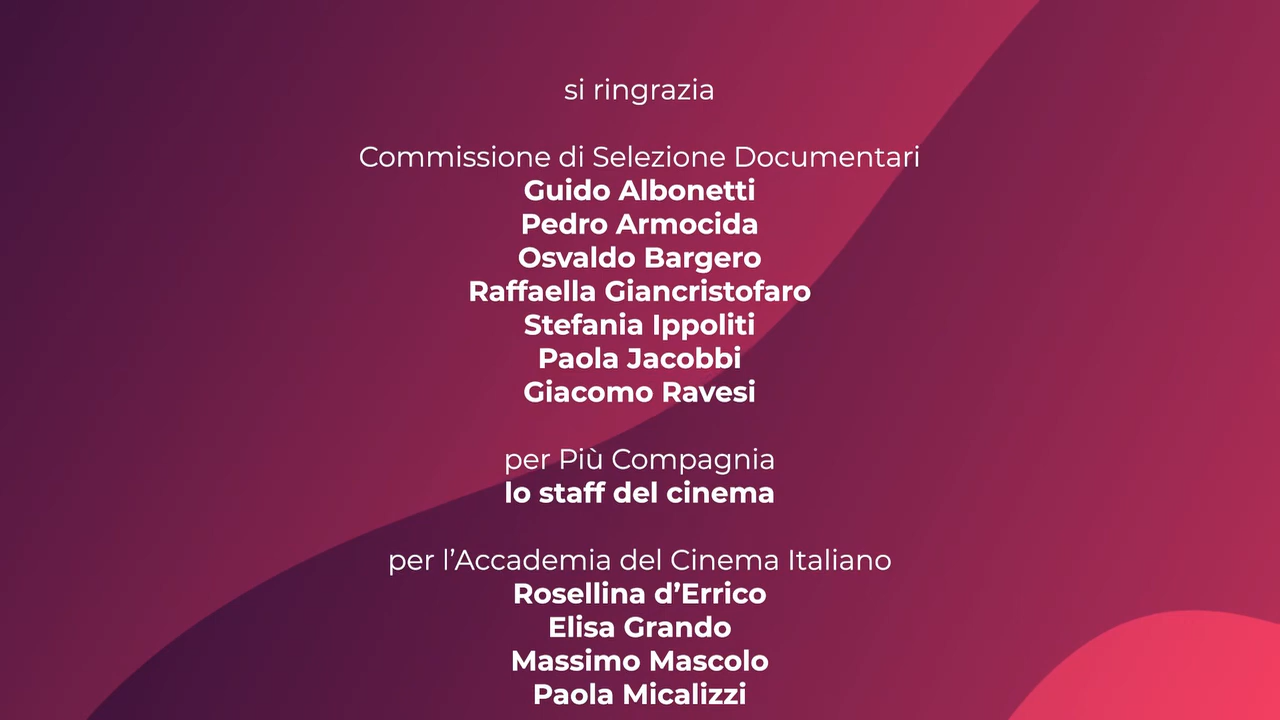 si ringrazia
Commissione di Selezione Documentari
Guido Albonetti
Pedro Armocida
Osvaldo Bargero
Raffaella Giancristofaro
Stefania Ippoliti
Paola Jacobbi
Giacomo Ravesi
per Più Compagnia
lo staff del cinema
per l’Accademia del Cinema Italiano
Rosellina d’Errico
Elisa Grando
Massimo Mascolo
Paola Micalizzi